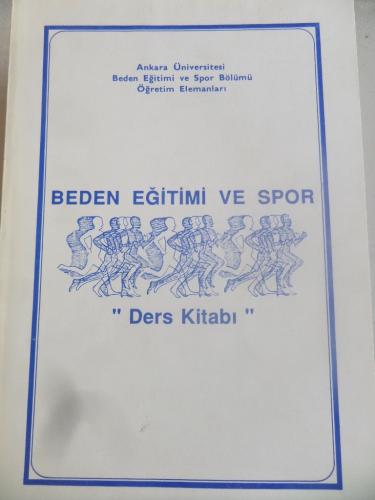 Ankara Üniversitesi
Beden Eğitimi ve Spor Bölümü
Öğretim Elemanları
BEDEN EĞİTİMİ VE SPOR
" Ders Kitabı "